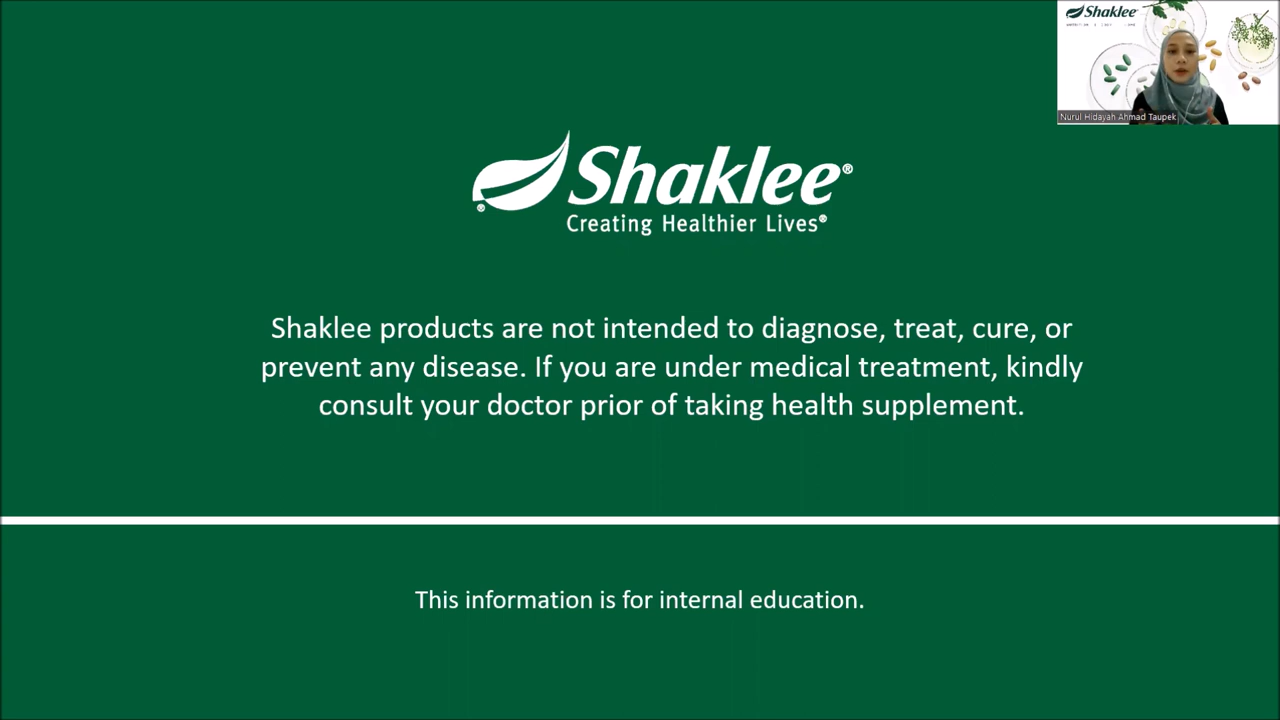 Shaklee®
Creating Healthier Lives®
Shaklee products are not intended to diagnose, treat, cure, or
prevent any disease. If you are under medical treatment, kindly
consult your doctor prior of taking health supplement.
This information is for internal education.
Shaklee
Nurul Hidayah Ahmad Taupek